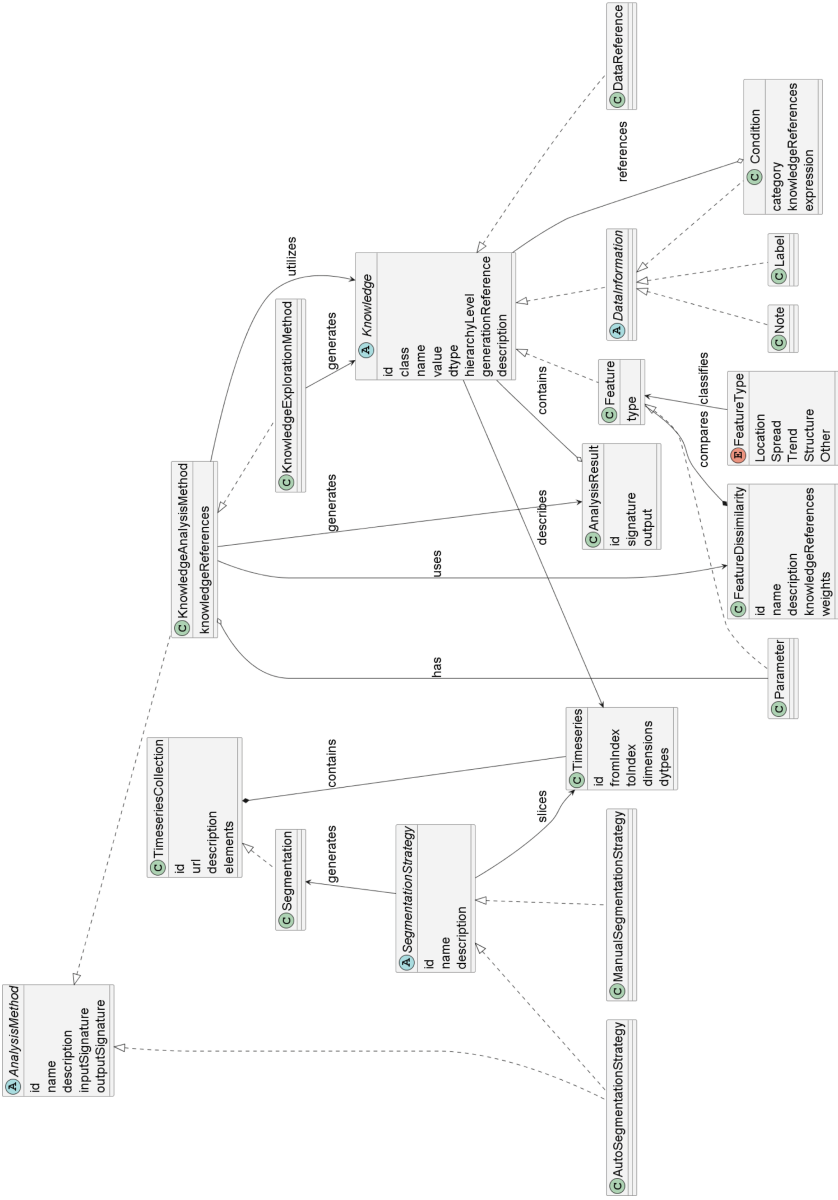 A AnalysisMethod
id
name
description
inputSignature
outputSignature
C KnowledgeAnalysisMethod
knowledgeReferences
C TimeseriesCollection
id
url
description
elements
utilizes
C KnowledgeExplorationMethod
generates
generates
C Segmentation
generates
contains
has
uses
A Knowledge
id
class
name
value
dtype
hierarchyLevel
generationReference
description
A SegmentationStrategy
id
name
description
slices
describes
contains
references
C AutoSegmentationStrategy
C ManualSegmentationStrategy
C Timeseries
id
fromIndex
toIndex
dimensions
dytpes
C AnalysisResult
id
signature
output
C Feature
type
A DataInformation
C DataReference
compares
classifies
C Parameter
C FeatureDissimilarity
id
name
description
knowledgeReferences
weights
E FeatureType
Location
Spread
Trend
Structure
Other
C Note
C Label
C Condition
category
knowledgeReferences
expression